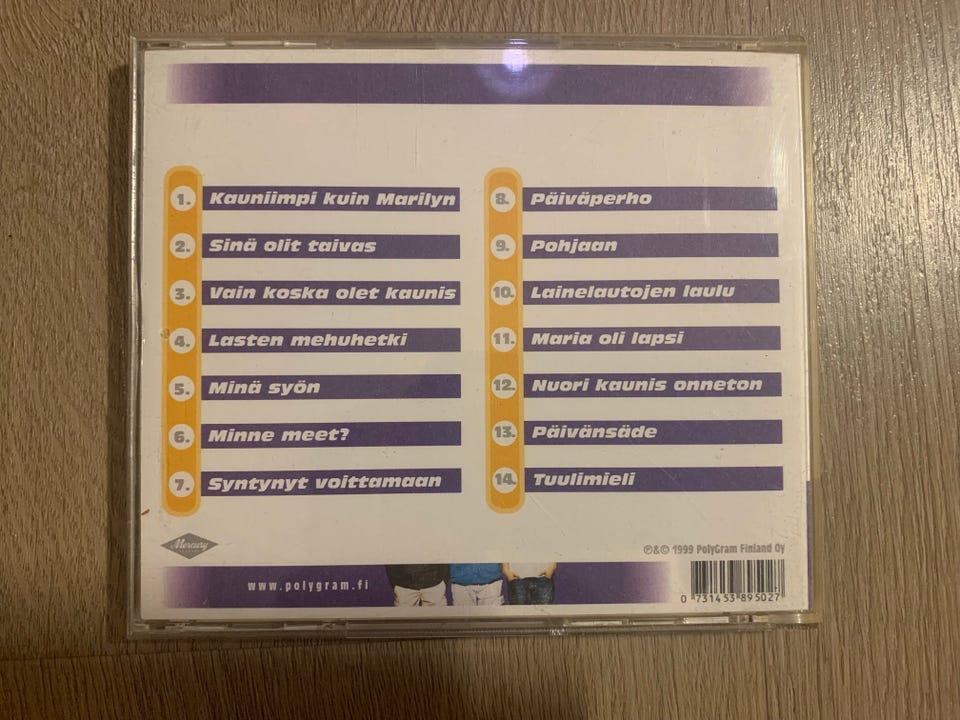 1. Kauniimpi kuin Marilyn
2. Sinä olit taivas
3. Vain koska olet kaunis
4. Lasten mehuhetki
5. Minä syön
6. Minne meet?
7. Syntynyt voittamaan
8. Päiväperho
9. Pohjaan
10. Lainelautojen laulu
11. Maria oli lapsi
12. Nuori kaunis onneton
13. Päivänsäde
14. Tuulimieli
Mercury
℗&© 1999 PolyGram Finland Oy
www.polygram.fi
0 731453 895027